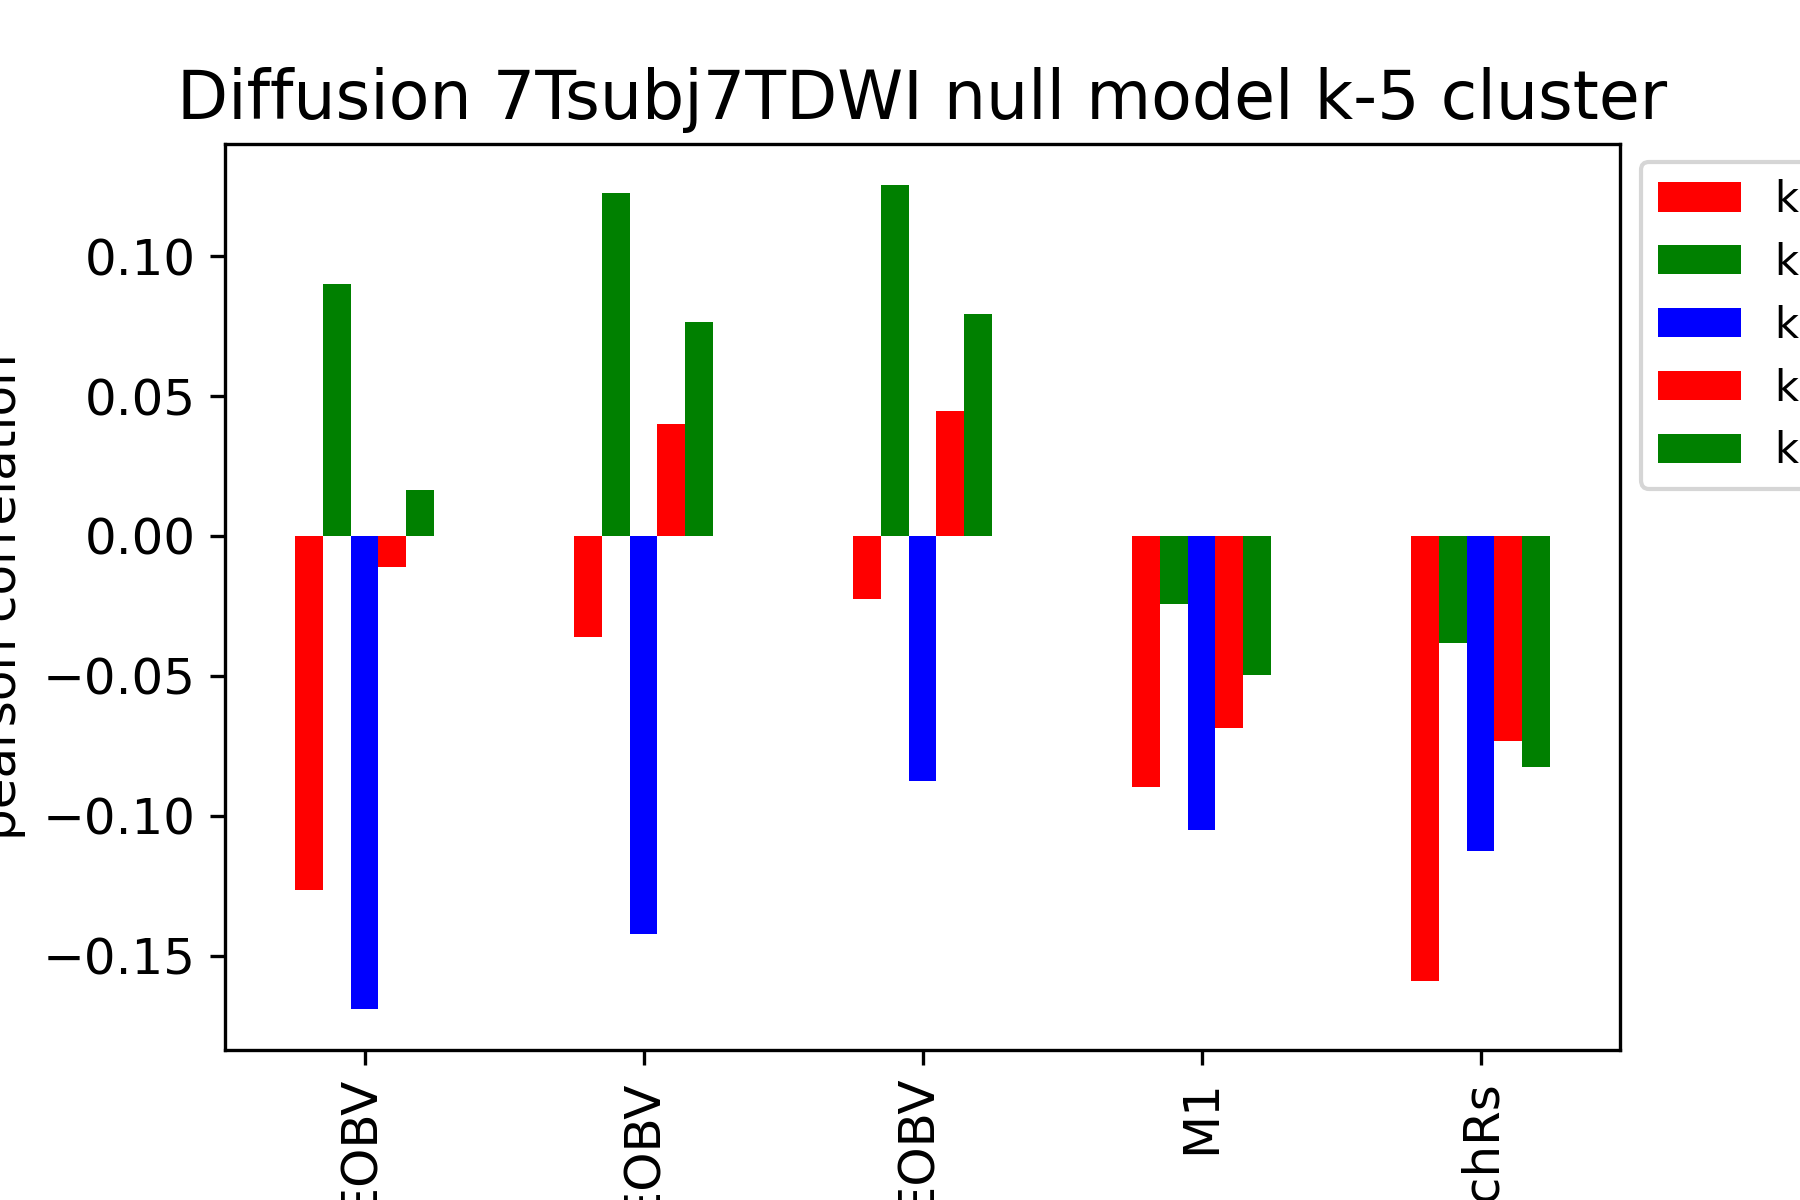 Diffusion 7Tsubj7TDWI null model k-5 cluster
0.10
0.05
0.00
−0.05
−0.10
−0.15
pearson correlation
k
k
k
k
k
EOBV
EOBV
EOBV
M1
chRs